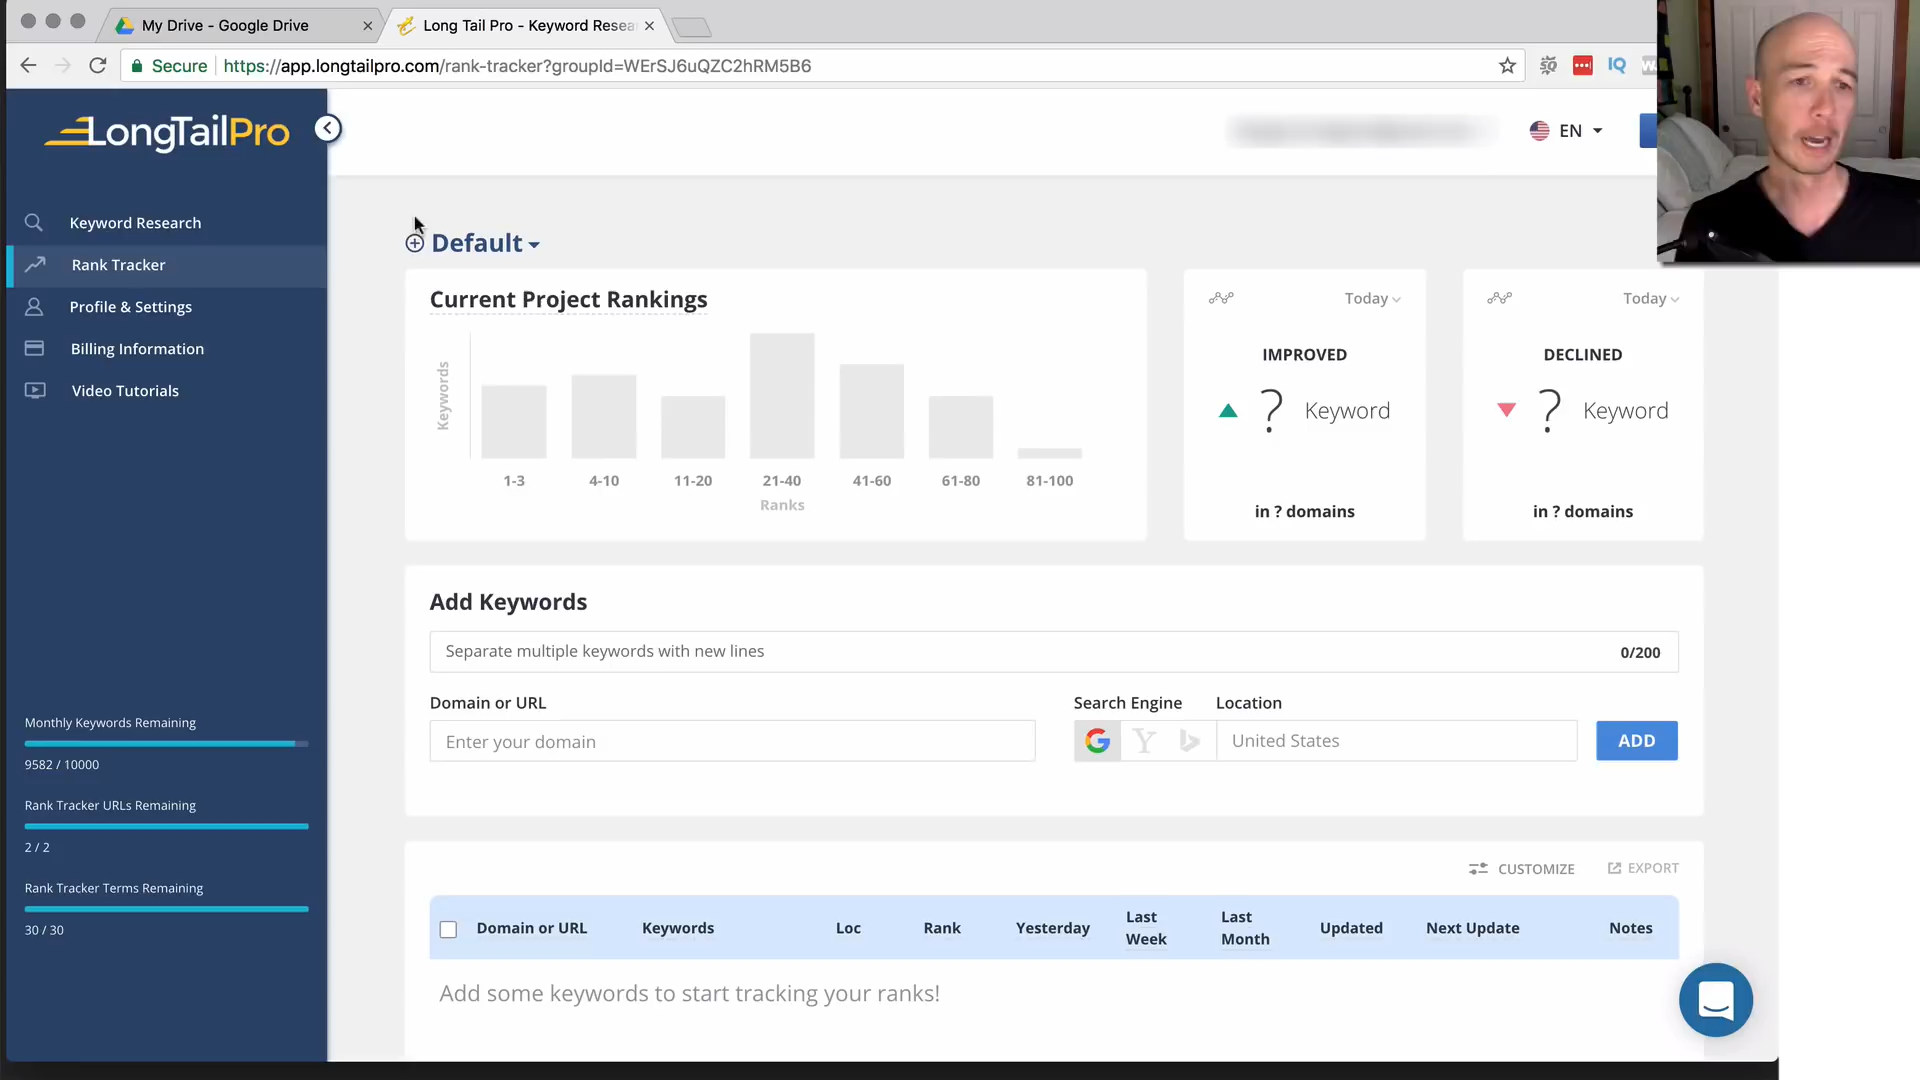 My Drive - Google Drive
Long Tail Pro - Keyword Resea
Secure
https://app.longtailpro.com/rank-tracker?groupId=WErSJ6uQZC2hRM5B6
IQ
LongTailPro
EN
Keyword Research
Rank Tracker
Profile & Settings
Billing Information
Video Tutorials
Monthly Keywords Remaining
9582 / 10000
Rank Tracker URLs Remaining
2 / 2
Rank Tracker Terms Remaining
30 / 30
Default
Current Project Rankings
Keywords
1-3 4-10 11-20 21-40 41-60 61-80 81-100
Ranks
Today
IMPROVED
? Keyword
in ? domains
Today
DECLINED
? Keyword
in ? domains
Add Keywords
Separate multiple keywords with new lines
0/200
Domain or URL
Search Engine
Location
Enter your domain
United States
ADD
CUSTOMIZE
EXPORT
Domain or URL
Keywords
Loc
Rank
Yesterday
Last
Week
Last
Month
Updated
Next Update
Notes
Add some keywords to start tracking your ranks!